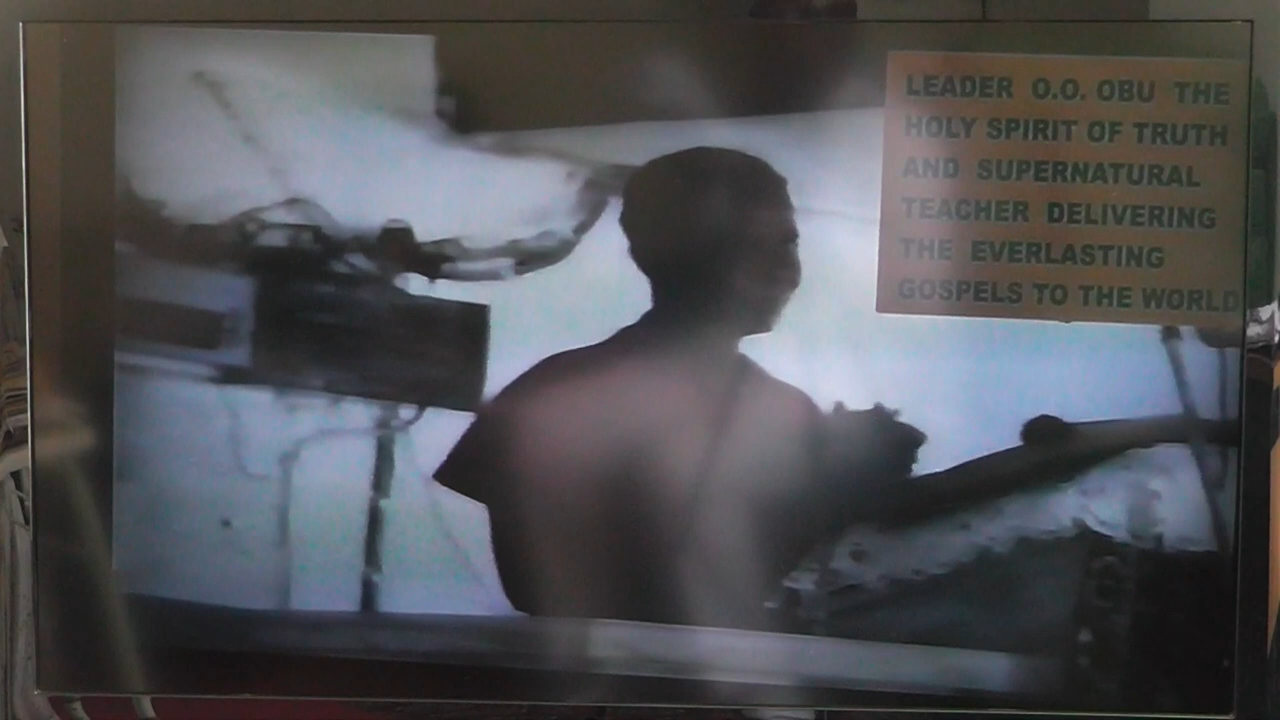 LEADER O.O. OBU THE
HOLY SPIRIT OF TRUTH
AND SUPERNATURAL
TEACHER DELIVERING
THE EVERLASTING
GOSPELS TO THE WORLD